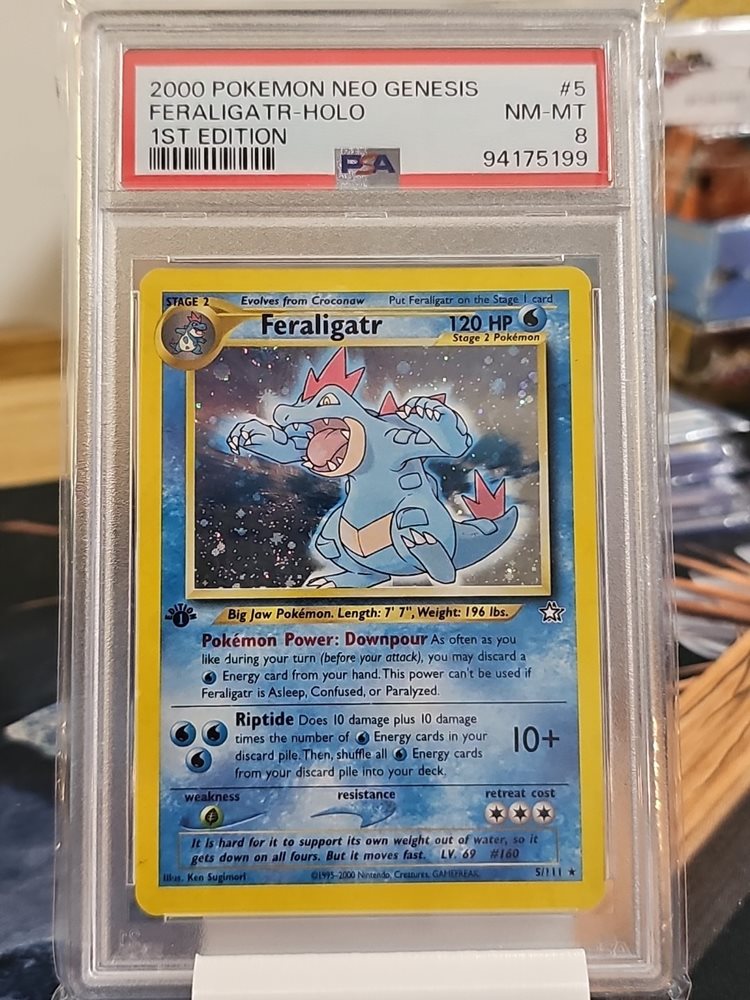 2000 POKEMON NEO GENESIS #5
FERALIGATR-HOLO NM-MT
1ST EDITION 8
PSA 94175199
STAGE 2 Evolves from Croconaw Put Feraligatr on the Stage 1 card
Feraligatr 120 HP
Stage 2 Pokémon
EDITION
1
Big Jaw Pokémon. Length: 7' 7", Weight: 196 lbs.
Pokémon Power: Downpour As often as you
like during your turn (before your attack), you may discard a
Energy card from your hand. This power can't be used if
Feraligatr is Asleep, Confused, or Paralyzed.
Riptide Does 10 damage plus 10 damage
times the number of Energy cards in your
discard pile. Then, shuffle all Energy cards
from your discard pile into your deck.
10+
weakness resistance retreat cost
It is hard for it to support its own weight out of water, so it
gets down on all fours. But it moves fast. LV. 69 #160
Illus. Ken Sugimori ©1995-2000 Nintendo, Creatures, GAMEFREAK. 5/111 ★